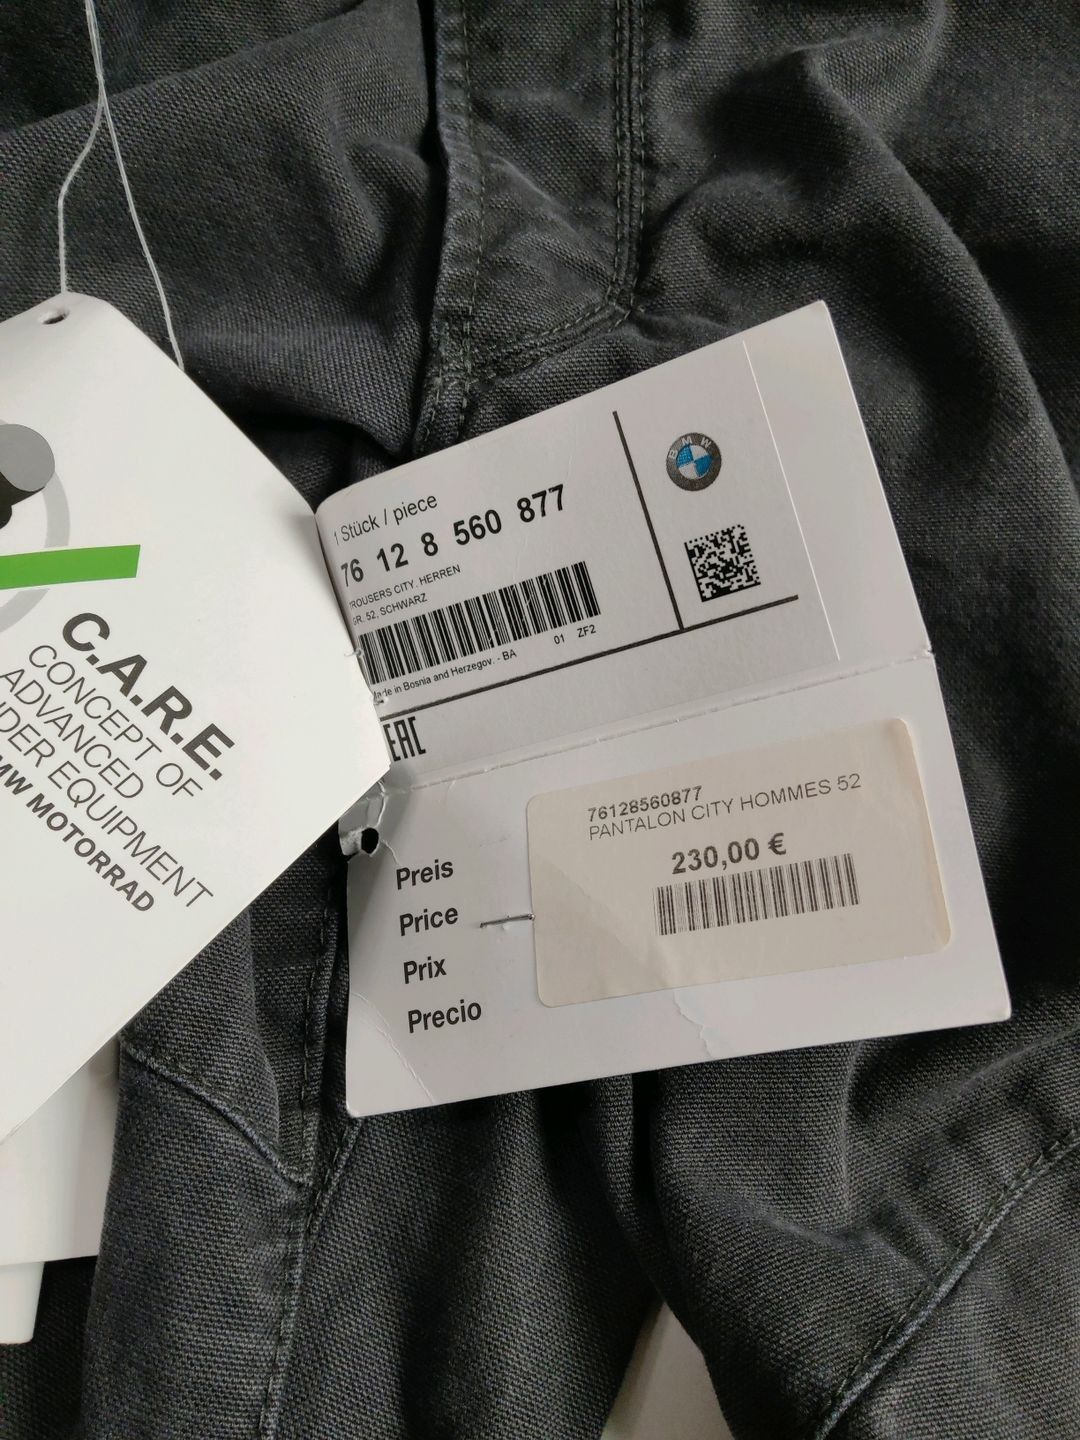 C.A.R.E.
CONCEPT OF
ADVANCED
EQUIPMENT
MOTORRAD
1 Stück / piece
76 12 8 560 877
TROUSERS CITY, HERREN
GR. 52, SCHWARZ
01 ZF2
Made in Bosnia and Herzegov. - BA
BMW
EAC
76128560877
PANTALON CITY HOMMES 52
230,00 €
Preis
Price
Prix
Precio